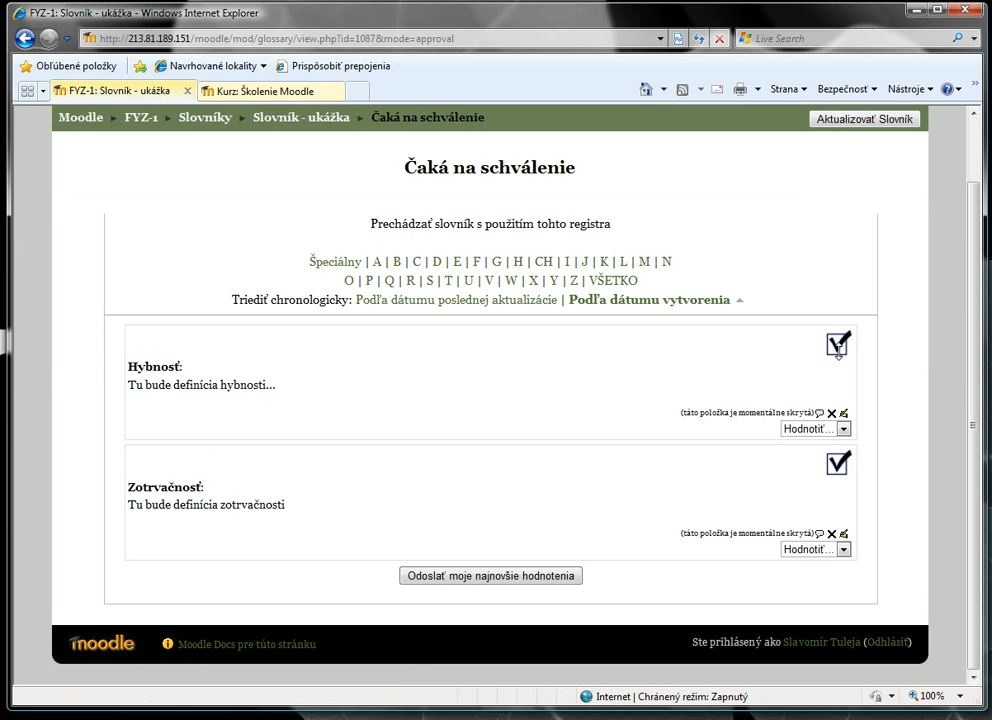 FYZ-1: Slovník - ukážka - Windows Internet Explorer
http://213.81.189.151/moodle/mod/glossary/view.php?id=1087&mode=approval
Live Search
Obľúbené položky
Navrhované lokality
Prispôsobiť prepojenia
FYZ-1: Slovník - ukážka
Kurz: Školenie Moodle
Strana
Bezpečnosť
Nástroje
Moodle ► FYZ-1 ► Slovníky ► Slovník - ukážka ► Čaká na schválenie
Aktualizovať Slovník
Čaká na schválenie
Prechádzať slovník s použitím tohto registra
Špeciálny | A | B | C | D | E | F | G | H | CH | I | J | K | L | M | N
O | P | Q | R | S | T | U | V | W | X | Y | Z | VŠETKO
Triediť chronologicky: Podľa dátumu poslednej aktualizácie | Podľa dátumu vytvorenia
Hybnosť:
Tu bude definícia hybnosti...
(táto položka je momentálne skrytá)
Hodnotiť...
Zotrvačnosť:
Tu bude definícia zotrvačnosti
(táto položka je momentálne skrytá)
Hodnotiť...
Odoslať moje najnovšie hodnotenia
moodle
Moodle Docs pre túto stránku
Ste prihlásený ako Slavomír Tuleja (Odhlásiť)
Internet | Chránený režim: Zapnutý
100%